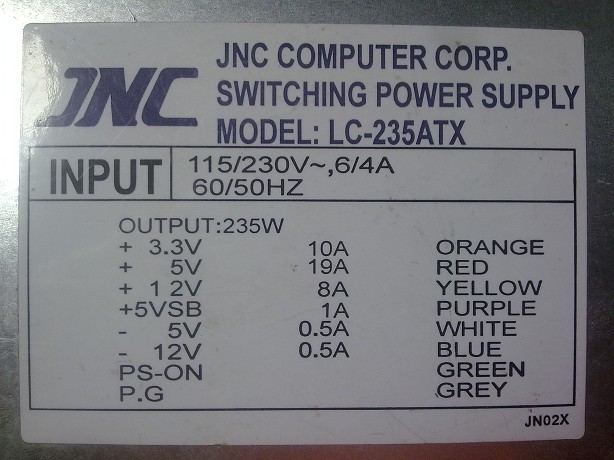 JNC
JNC COMPUTER CORP.
SWITCHING POWER SUPPLY
MODEL: LC-235ATX
INPUT
115/230V~,6/4A
60/50HZ
OUTPUT:235W
+ 3.3V 10A ORANGE
+ 5V 19A RED
+ 1 2V 8A YELLOW
+5VSB 1A PURPLE
- 5V 0.5A WHITE
- 12V 0.5A BLUE
PS-ON GREEN
P.G GREY
JN02X